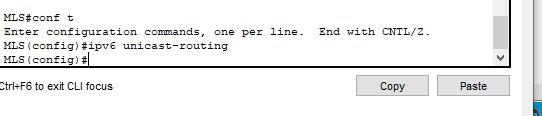 MLS#conf t
Enter configuration commands, one per line.  End with CNTL/Z.
MLS(config)#ipv6 unicast-routing
MLS(config)#
Ctrl+F6 to exit CLI focus
Copy
Paste